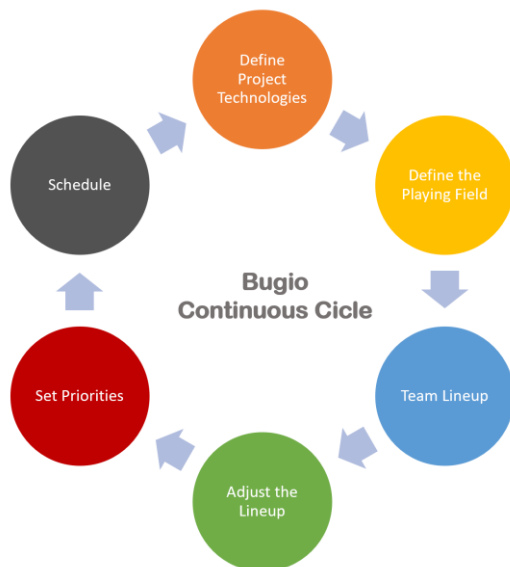 Define
Project
Technologies
Define the
Playing Field
Team Lineup
Adjust the
Lineup
Set Priorities
Schedule
Bugio
Continuous Cicle